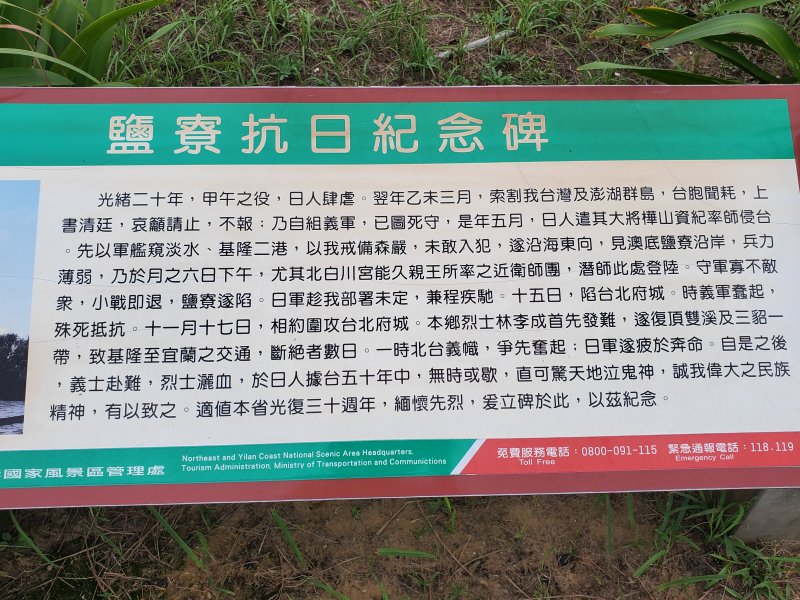 鹽寮抗日紀念碑
光緒二十年，甲午之役，日人肆虐。翌年乙未三月，索割我台灣及澎湖群島，台胞聞耗，上
書清廷，哀籲請止，不報；乃自組義軍，已圖死守，是年五月，日人遣其大將樺山資紀率師侵台
。先以軍艦窺淡水、基隆二港，以我戒備森嚴，未敢入犯，遂沿海東向，見澳底鹽寮沿岸，兵力
薄弱，乃於月之六日下午，尤其北白川宮能久親王所率之近衛師團，潛師此處登陸。守軍寡不敵
衆，小戰即退，鹽寮遂陷。日軍趁我部署未定，兼程疾馳。十五日，陷台北府城。時義軍蠭起，
殊死抵抗。十一月十七日，相約圍攻台北府城。本鄉烈士林李成首先發難，遂復頂雙溪及三貂一
帶，致基隆至宜蘭之交通，斷絕者數日。一時北台義幟，爭先奮起；日軍遂疲於奔命。自是之後
，義士赴難，烈士灑血，於日人據台五十年中，無時或歇，直可驚天地泣鬼神，誠我偉大之民族
精神，有以致之。適値本省光復三十週年，緬懷先烈，爰立碑於此，以茲紀念。
國家風景區管理處
Northeast and Yilan Coast National Scenic Area Headquarters,
Tourism Administration, Ministry of Transportation and Communictions
免費服務電話：0800-091-115 緊急通報電話：118.119
Toll Free Emergency Call